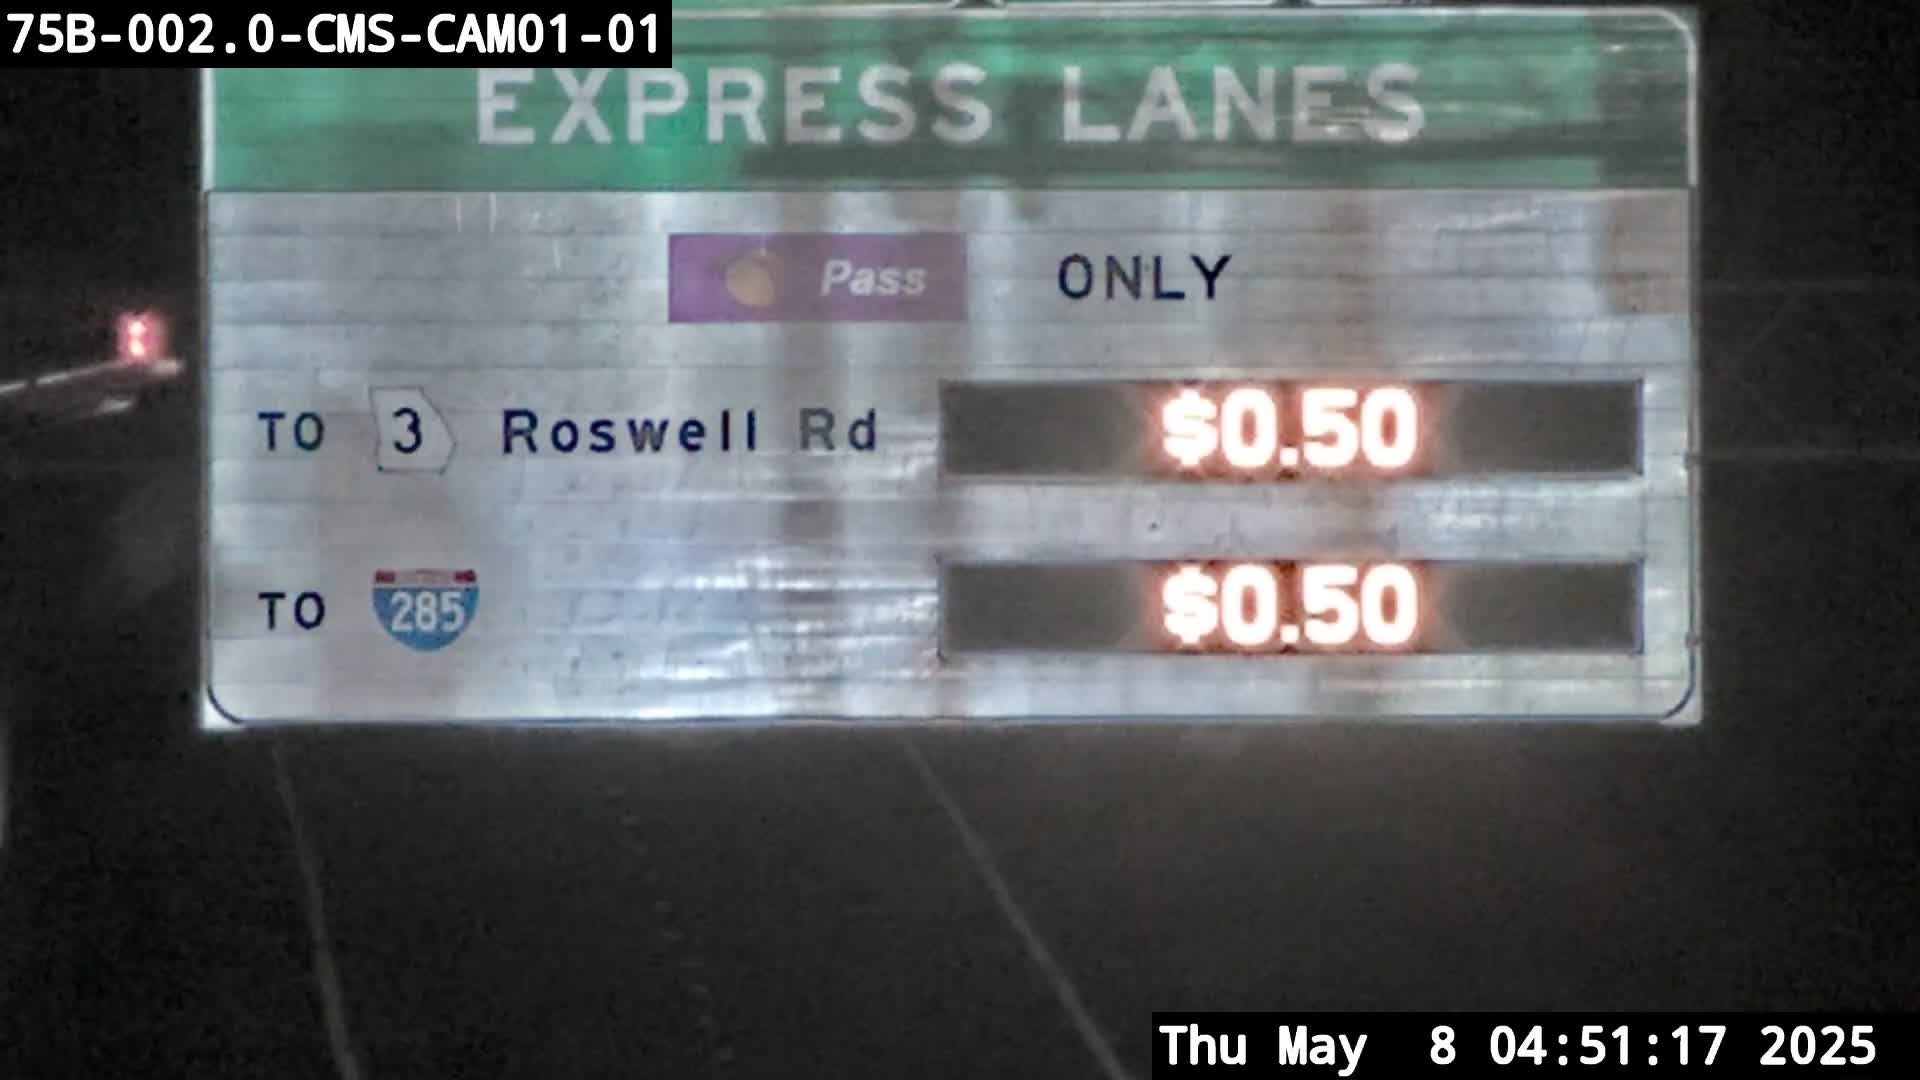 75B-002.0-CMS-CAM01-01
EXPRESS LANES
Pass ONLY
TO 3 Roswell Rd $0.50
TO 285 $0.50
Thu May 8 04:51:17 2025